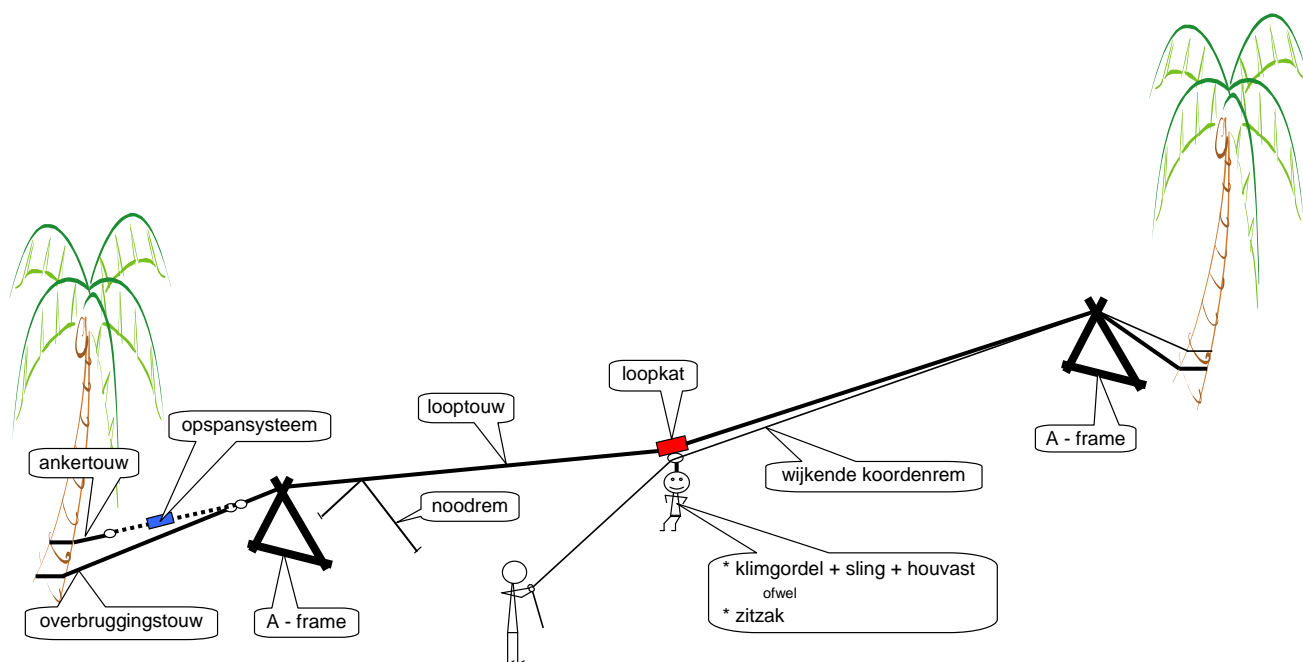 opspansysteem
ankertouw
looptouw
loopkat
A - frame
wijkende koordenrem
noodrem
* klimgordel + sling + houvast
ofwel
* zitzak
overbruggingstouw
A - frame